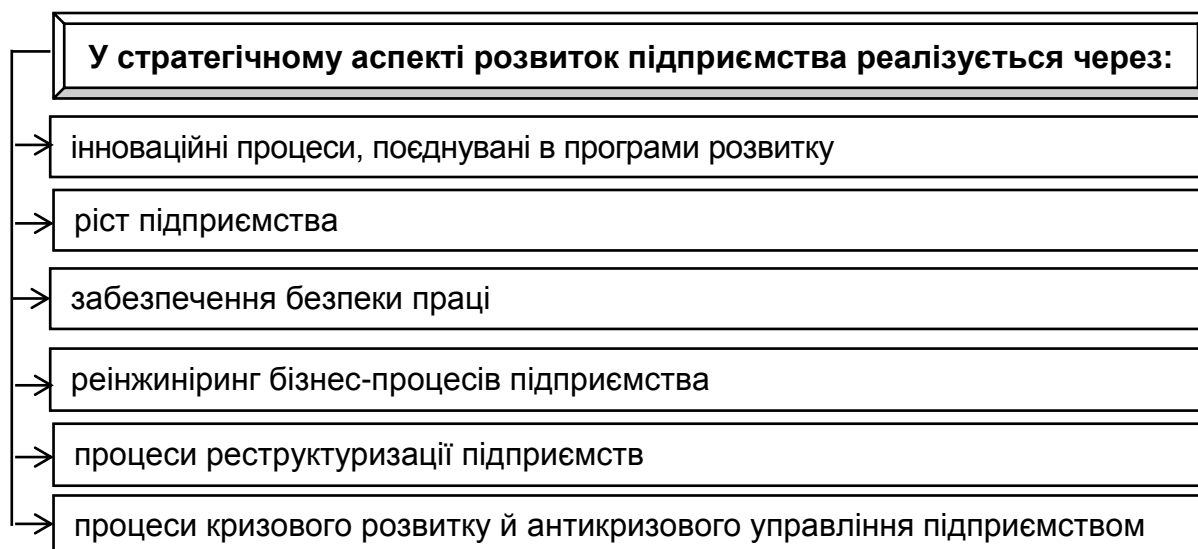 У стратегічному аспекті розвиток підприємства реалізується через:
інноваційні процеси, поєднувані в програми розвитку
ріст підприємства
забезпечення безпеки праці
реінжиніринг бізнес-процесів підприємства
процеси реструктуризації підприємств
процеси кризового розвитку й антикризового управління підприємством